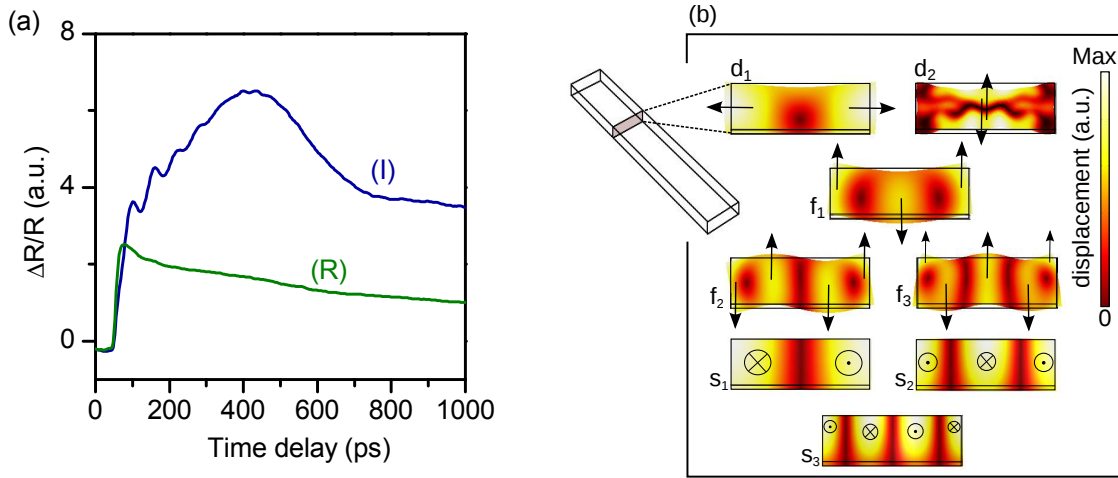 (a)
8
4
0
ΔR/R (a.u.)
(I)
(R)
0
200
400
600
800
1000
Time delay (ps)
(b)
d₁
d₂
f₁
f₂
f₃
s₁
s₂
s₃
Max
displacement (a.u.)
0